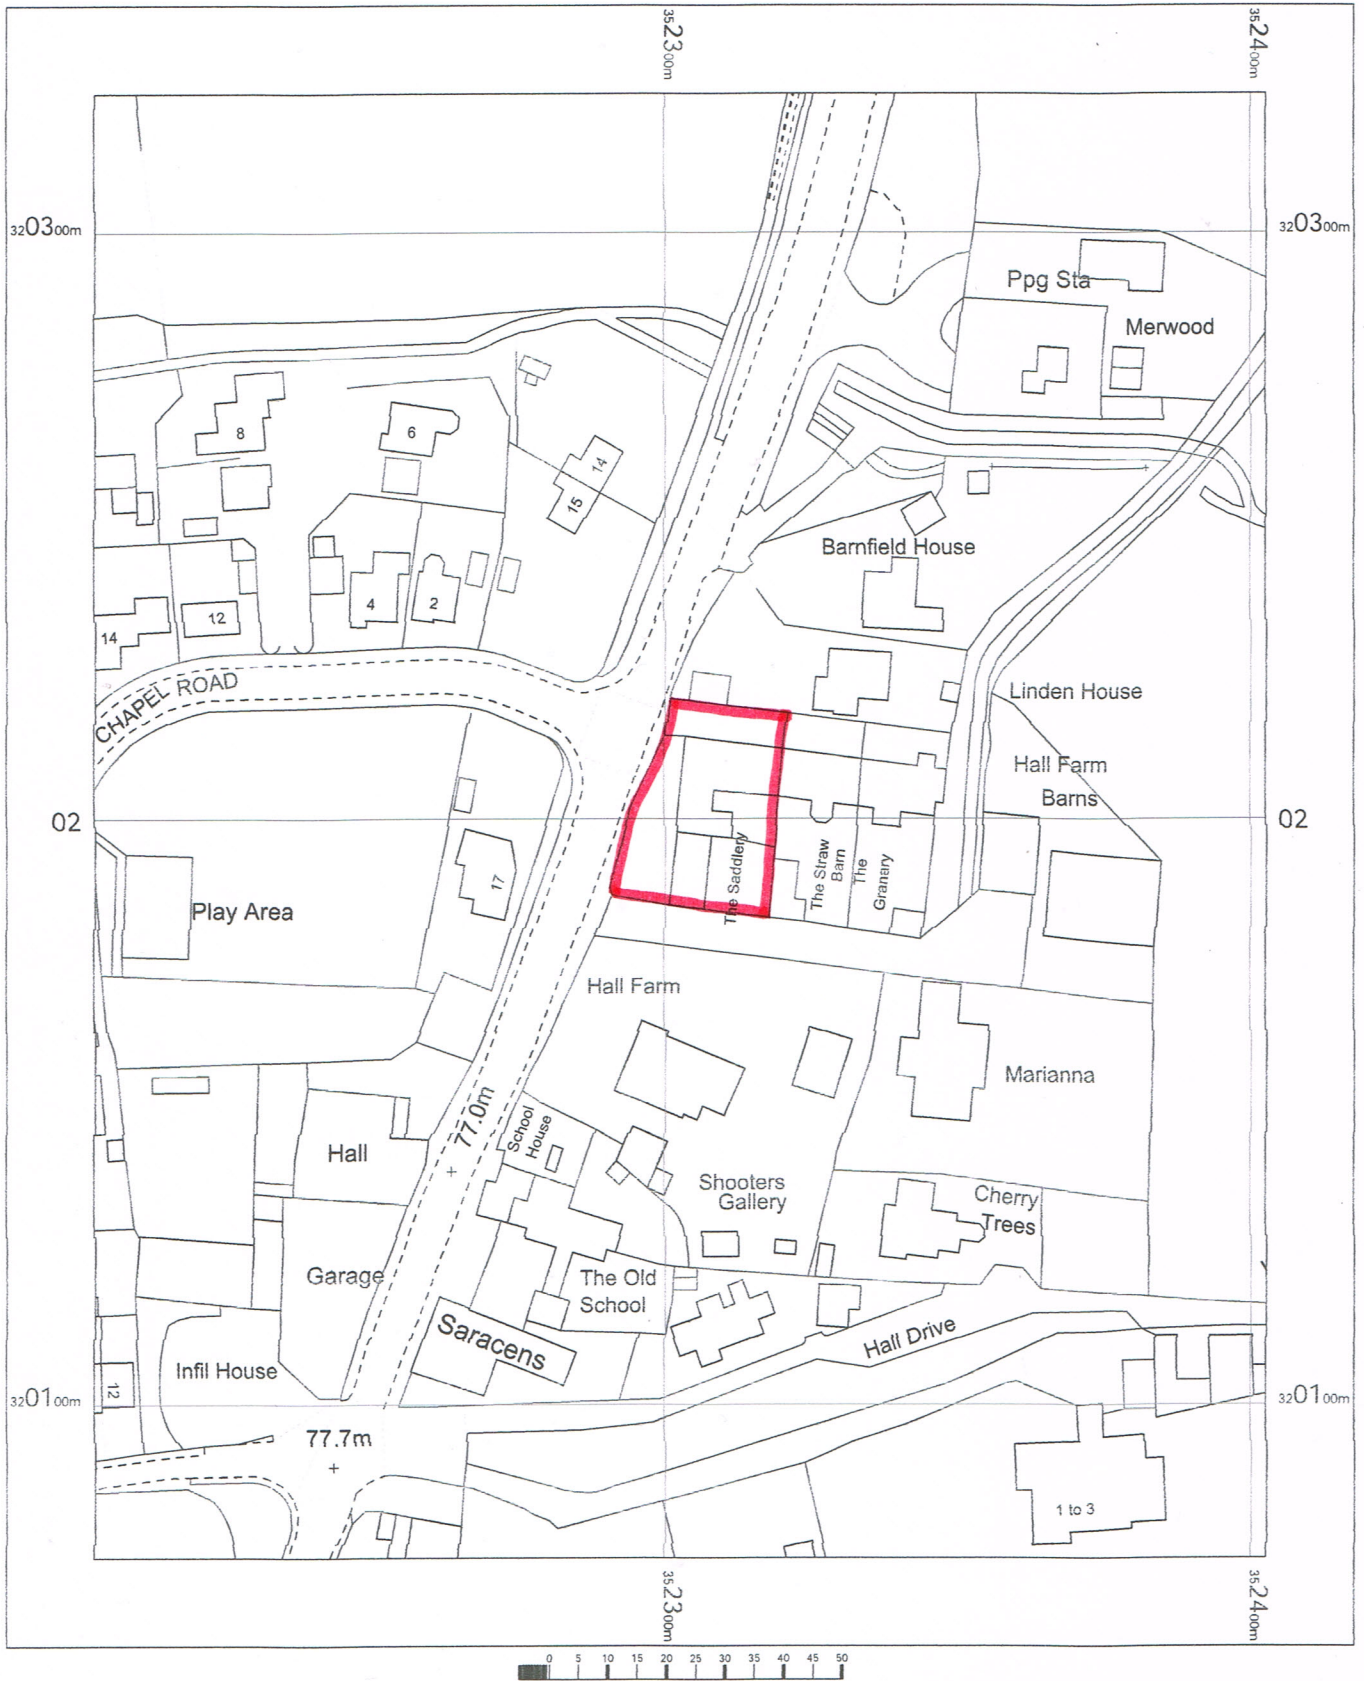 35 23 00m
35 24 00m
32 03 00m
32 03 00m
Ppg Sta
Merwood
8
6
14
15
Barnfield House
4
2
12
14
CHAPEL ROAD
Linden House
Hall Farm
Barns
02
02
17
The Saddlery
The Straw
Barn
The
Granary
Play Area
Hall Farm
Marianna
77.0m
School
House
Hall
Shooters
Gallery
Cherry
Trees
Garage
The Old
School
Saracens
Hall Drive
Infil House
12
32 01 00m
32 01 00m
77.7m
1 to 3
35 23 00m
35 24 00m
0 5 10 15 20 25 30 35 40 45 50